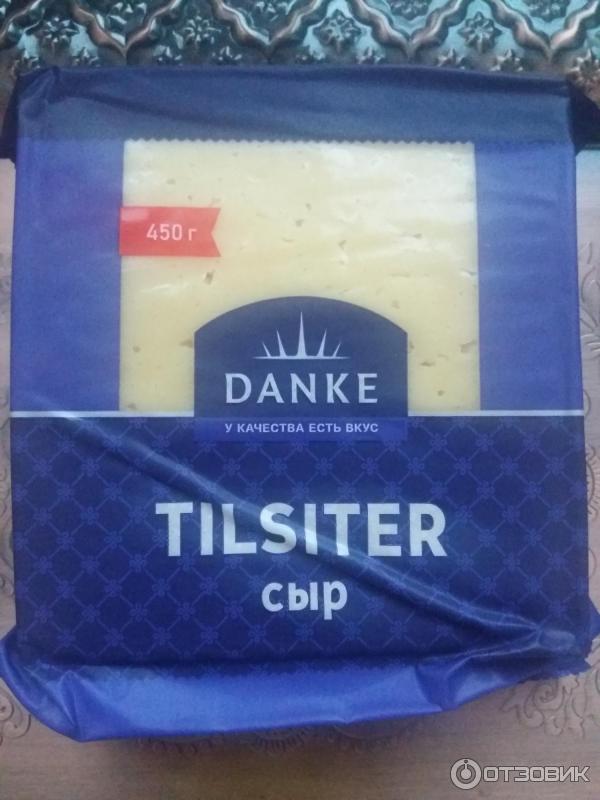 450 г
DANKE
У КАЧЕСТВА ЕСТЬ ВКУС
TILSITER
сыр
ОТЗОВИК